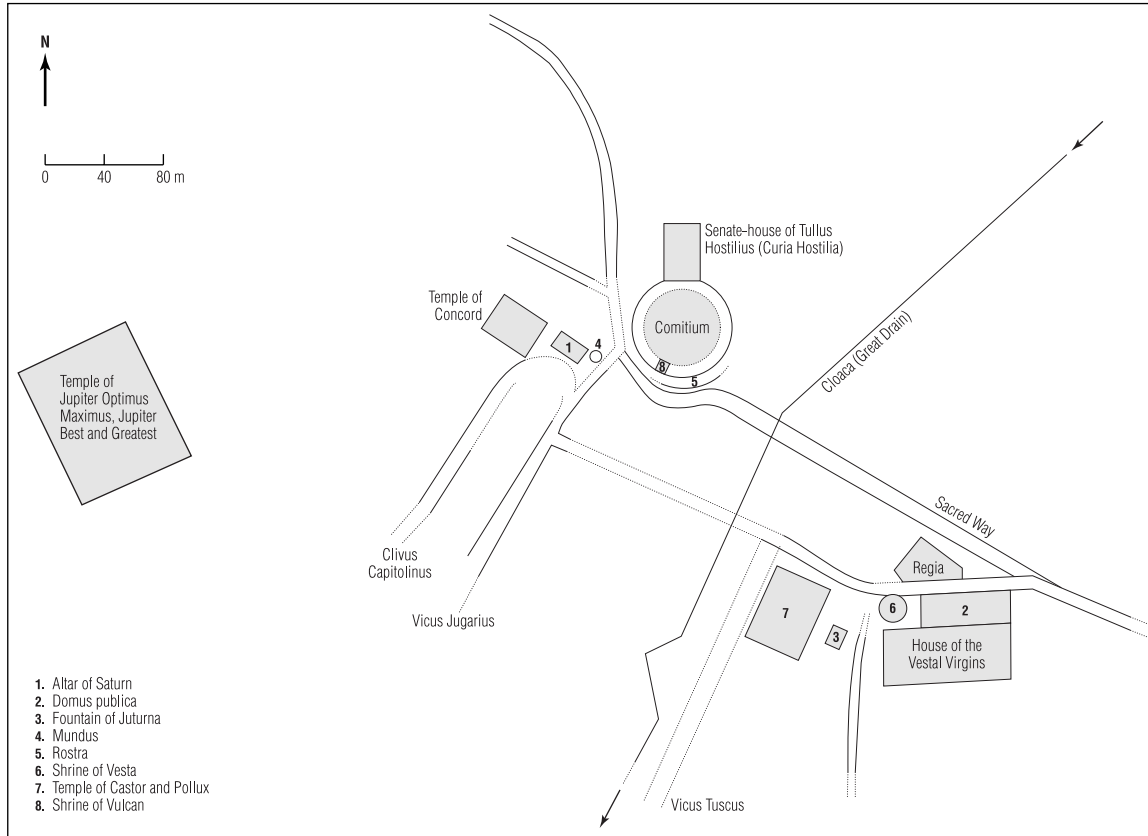 N
0 40 80 m
Senate-house of Tullus
Hostilius (Curia Hostilia)
Temple of
Concord
1
4
Comitium
8
5
Cloaca (Great Drain)
Temple of
Jupiter Optimus
Maximus, Jupiter
Best and Greatest
Sacred Way
Clivus
Capitolinus
Vicus Jugarius
Regia
6
2
7
3
House of the
Vestal Virgins
1. Altar of Saturn
2. Domus publica
3. Fountain of Juturna
4. Mundus
5. Rostra
6. Shrine of Vesta
7. Temple of Castor and Pollux
8. Shrine of Vulcan
Vicus Tuscus